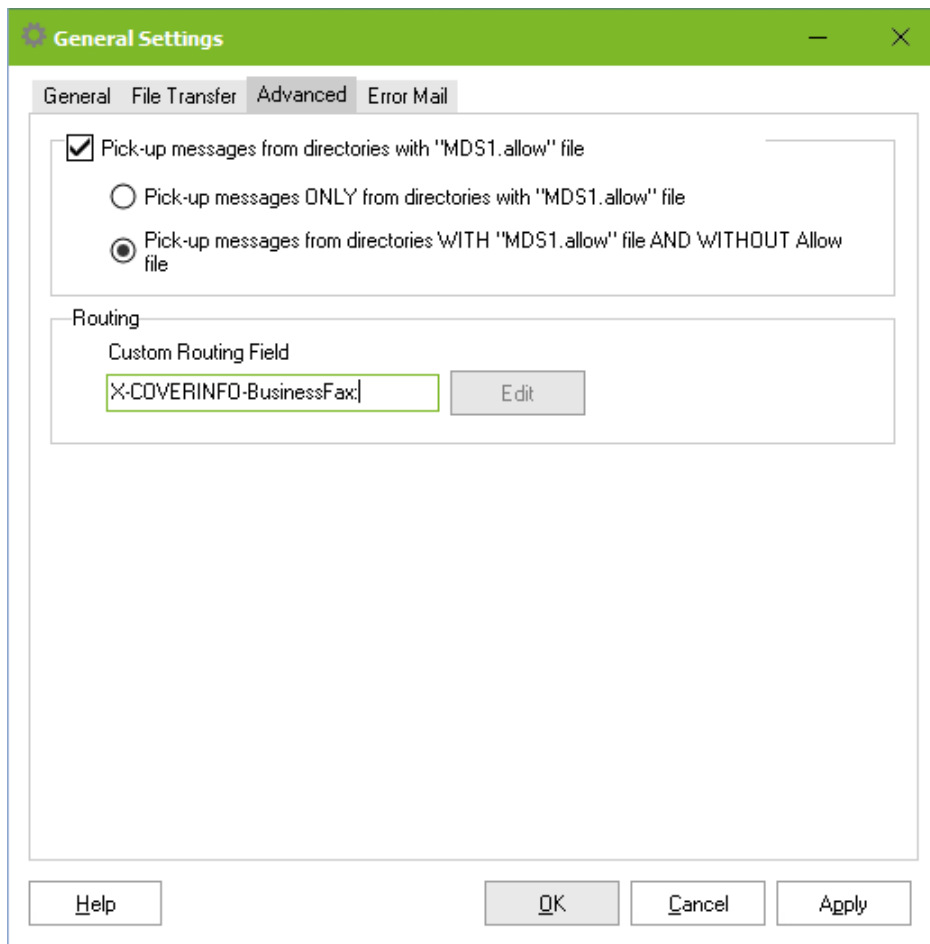 General Settings
General File Transfer Advanced Error Mail
Pick-up messages from directories with "MDS1.allow" file
Pick-up messages ONLY from directories with "MDS1.allow" file
Pick-up messages from directories WITH "MDS1.allow" file AND WITHOUT Allow
file
Routing
Custom Routing Field
X-COVERINFO-BusinessFax: Edit
Help OK Cancel Apply